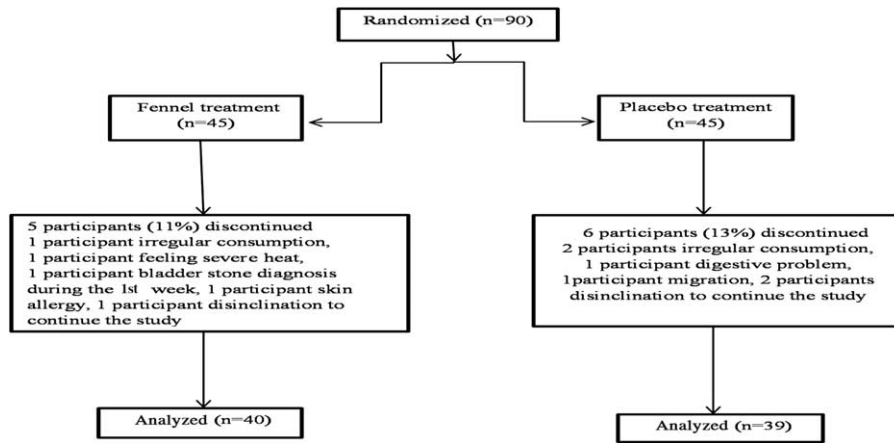 Randomized (n=90)
Fennel treatment
(n=45)
Placebo treatment
(n=45)
5 participants (11%) discontinued
1 participant irregular consumption,
1 participant feeling severe heat,
1 participant bladder stone diagnosis
during the 1st week, 1 participant skin
allergy, 1 participant disinclination to
continue the study
6 participants (13%) discontinued
2 participants irregular consumption,
1 participant digestive problem,
1participant migration, 2 participants
disinclination to continue the study
Analyzed (n=40)
Analyzed (n=39)